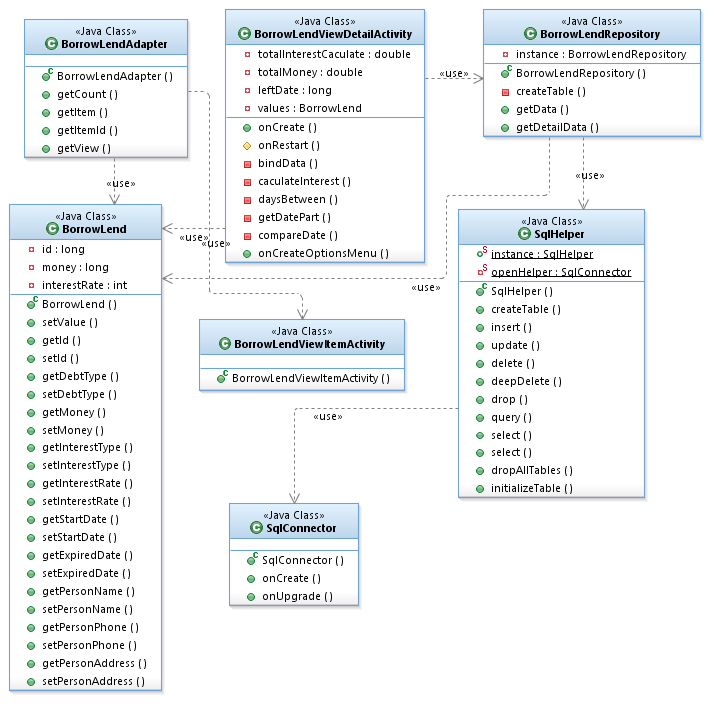 «Java Class»
BorrowLendAdapter
BorrowLendAdapter ( )
getCount ( )
getItem ( )
getItemId ( )
getView ( )
«Java Class»
BorrowLendViewDetailActivity
totalInterestCaculate : double
totalMoney : double
leftDate : long
values : BorrowLend
onCreate ( )
onRestart ( )
bindData ( )
caculateInterest ( )
daysBetween ( )
getDatePart ( )
compareDate ( )
onCreateOptionsMenu ( )
«Java Class»
BorrowLendRepository
instance : BorrowLendRepository
BorrowLendRepository ( )
createTable ( )
getData ( )
getDetailData ( )
«use»
«use»
«use»
«use»
«use»
«use»
«Java Class»
BorrowLend
id : long
money : long
interestRate : int
BorrowLend ( )
setValue ( )
getId ( )
setId ( )
getDebtType ( )
setDebtType ( )
getMoney ( )
setMoney ( )
getInterestType ( )
setInterestType ( )
getInterestRate ( )
setInterestRate ( )
getStartDate ( )
setStartDate ( )
getExpiredDate ( )
setExpiredDate ( )
getPersonName ( )
setPersonName ( )
getPersonPhone ( )
setPersonPhone ( )
getPersonAddress ( )
setPersonAddress ( )
«Java Class»
BorrowLendViewItemActivity
BorrowLendViewItemActivity ( )
«Java Class»
SqlHelper
instance : SqlHelper
openHelper : SqlConnector
SqlHelper ( )
createTable ( )
insert ( )
update ( )
delete ( )
deepDelete ( )
drop ( )
query ( )
select ( )
select ( )
dropAllTables ( )
initializeTable ( )
«use»
«Java Class»
SqlConnector
SqlConnector ( )
onCreate ( )
onUpgrade ( )